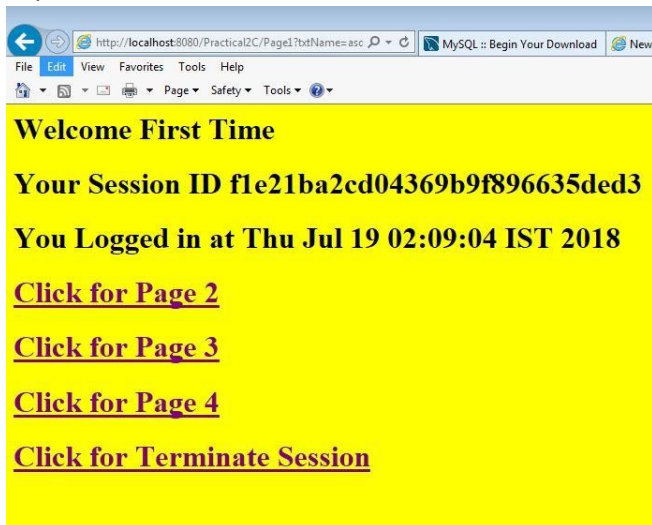 http://localhost:8080/Practical2C/Page1?txtName=asc
MySQL :: Begin Your Download
New
File Edit View Favorites Tools Help
Page Safety Tools
Welcome First Time
Your Session ID f1e21ba2cd04369b9f896635ded3
You Logged in at Thu Jul 19 02:09:04 IST 2018
Click for Page 2
Click for Page 3
Click for Page 4
Click for Terminate Session